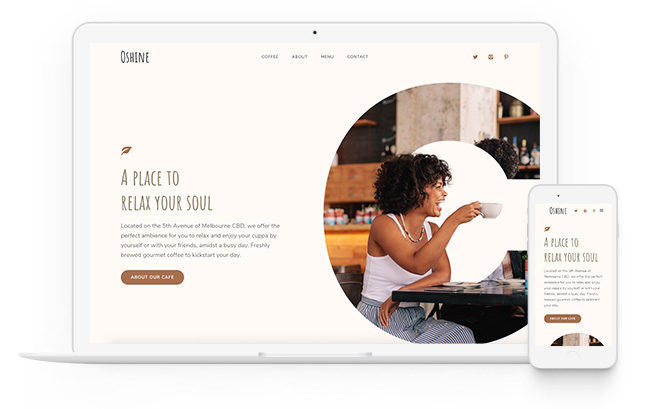 Oshine
COFFEE ABOUT MENU CONTACT
A place to
relax your soul
Located on the 5th Avenue of Melbourne CBD, we offer the
perfect ambience for you to relax and enjoy your cuppa by
yourself or with your friends, amidst a busy day. Freshly
brewed gourmet coffee to kickstart your day.
ABOUT OUR CAFE
Oshine
A place to
relax your soul
Located on the 5th Avenue of
Melbourne CBD, we offer the perfect
ambience for you to relax and enjoy
your cuppa by yourself or with your
friends, amidst a busy day. Freshly
brewed gourmet coffee to kickstart
your day.
ABOUT OUR CAFE